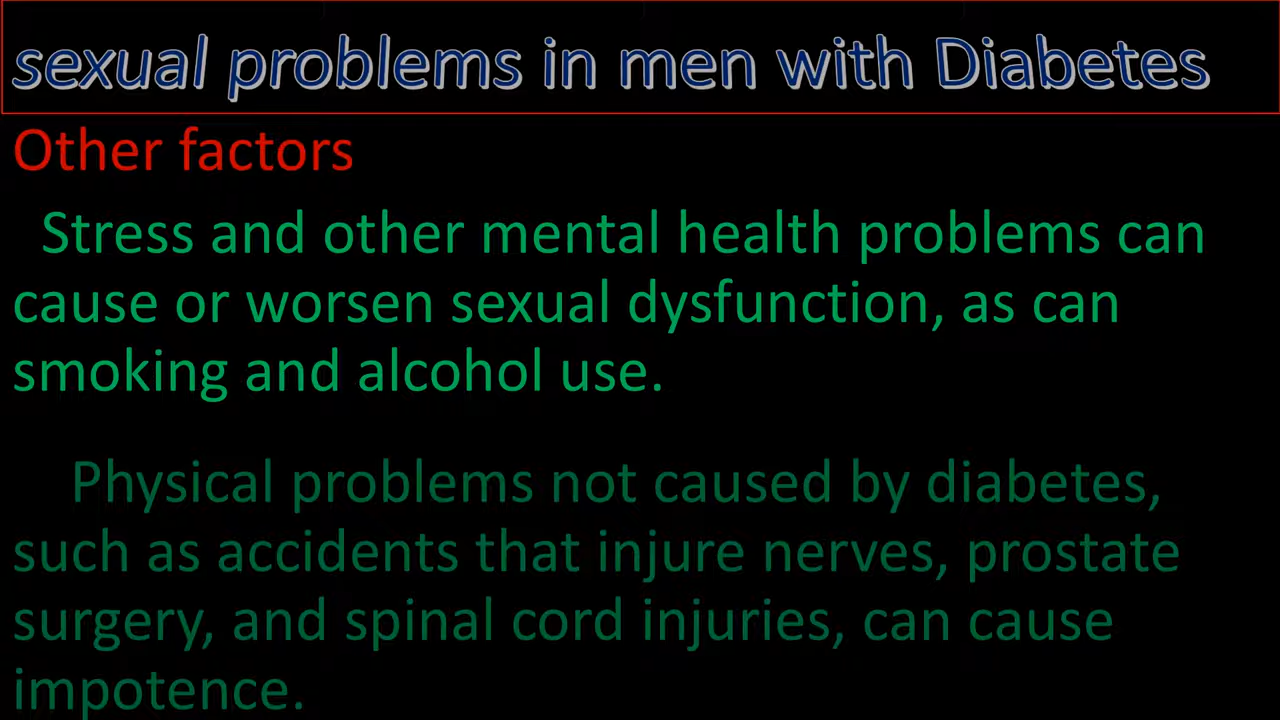 sexual problems in men with Diabetes
Other factors
Stress and other mental health problems can
cause or worsen sexual dysfunction, as can
smoking and alcohol use.
Physical problems not caused by diabetes,
such as accidents that injure nerves, prostate
surgery, and spinal cord injuries, can cause
impotence.